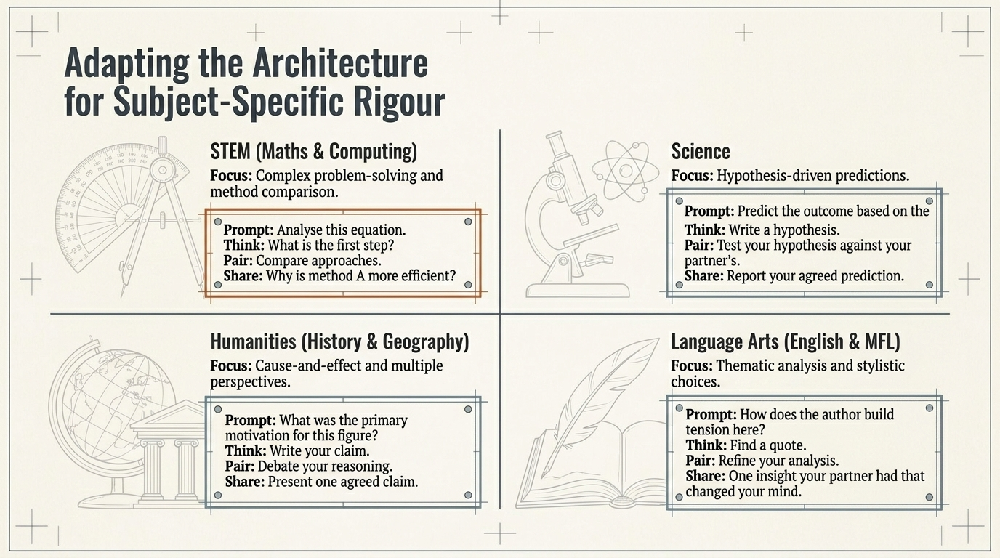 Adapting the Architecture
for Subject-Specific Rigour
STEM (Maths & Computing)
Focus: Complex problem-solving and
method comparison.
Prompt: Analyse this equation.
Think: What is the first step?
Pair: Compare approaches.
Share: Why is method A more efficient?
Science
Focus: Hypothesis-driven predictions.
Prompt: Predict the outcome based on the
Think: Write a hypothesis.
Pair: Test your hypothesis against your
partner's.
Share: Report your agreed prediction.
Humanities (History & Geography)
Focus: Cause-and-effect and multiple
perspectives.
Prompt: What was the primary
motivation for this figure?
Think: Write your claim.
Pair: Debate your reasoning.
Share: Present one agreed claim.
Language Arts (English & MFL)
Focus: Thematic analysis and stylistic
choices.
Prompt: How does the author build
tension here?
Think: Find a quote.
Pair: Refine your analysis.
Share: One insight your partner had that
changed your mind.